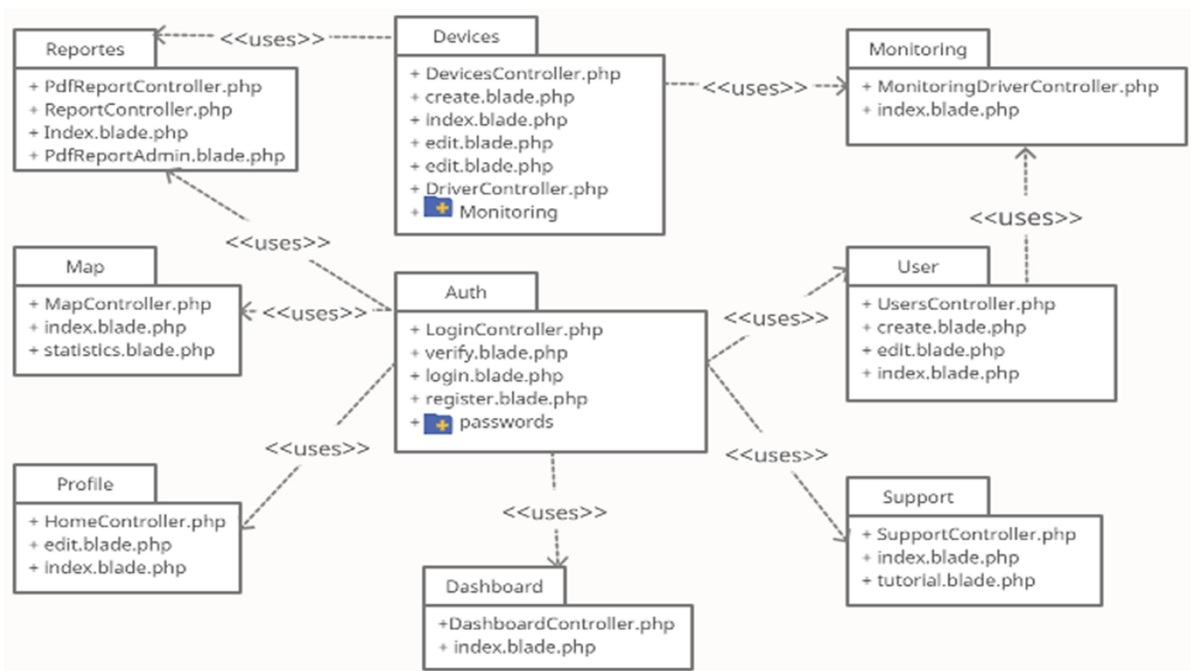 Reportes
+ PdfReportController.php
+ ReportController.php
+ Index.blade.php
+ PdfReportAdmin.blade.php
<<uses>>
Devices
+ DevicesController.php
+ create.blade.php
+ index.blade.php
+ edit.blade.php
+ edit.blade.php
+ DriverController.php
+ Monitoring
<<uses>>
Monitoring
+ MonitoringDriverController.php
+ index.blade.php
<<uses>>
<<uses>>
Map
+ MapController.php
+ index.blade.php
+ statistics.blade.php
<<uses>>
Auth
+ LoginController.php
+ verify.blade.php
+ login.blade.php
+ register.blade.php
+ passwords
<<uses>>
User
+ UsersController.php
+ create.blade.php
+ edit.blade.php
+ index.blade.php
<<uses>>
<<uses>>
Profile
+ HomeController.php
+ edit.blade.php
+ index.blade.php
<<uses>>
Dashboard
+DashboardController.php
+ index.blade.php
Support
+ SupportController.php
+ index.blade.php
+ tutorial.blade.php